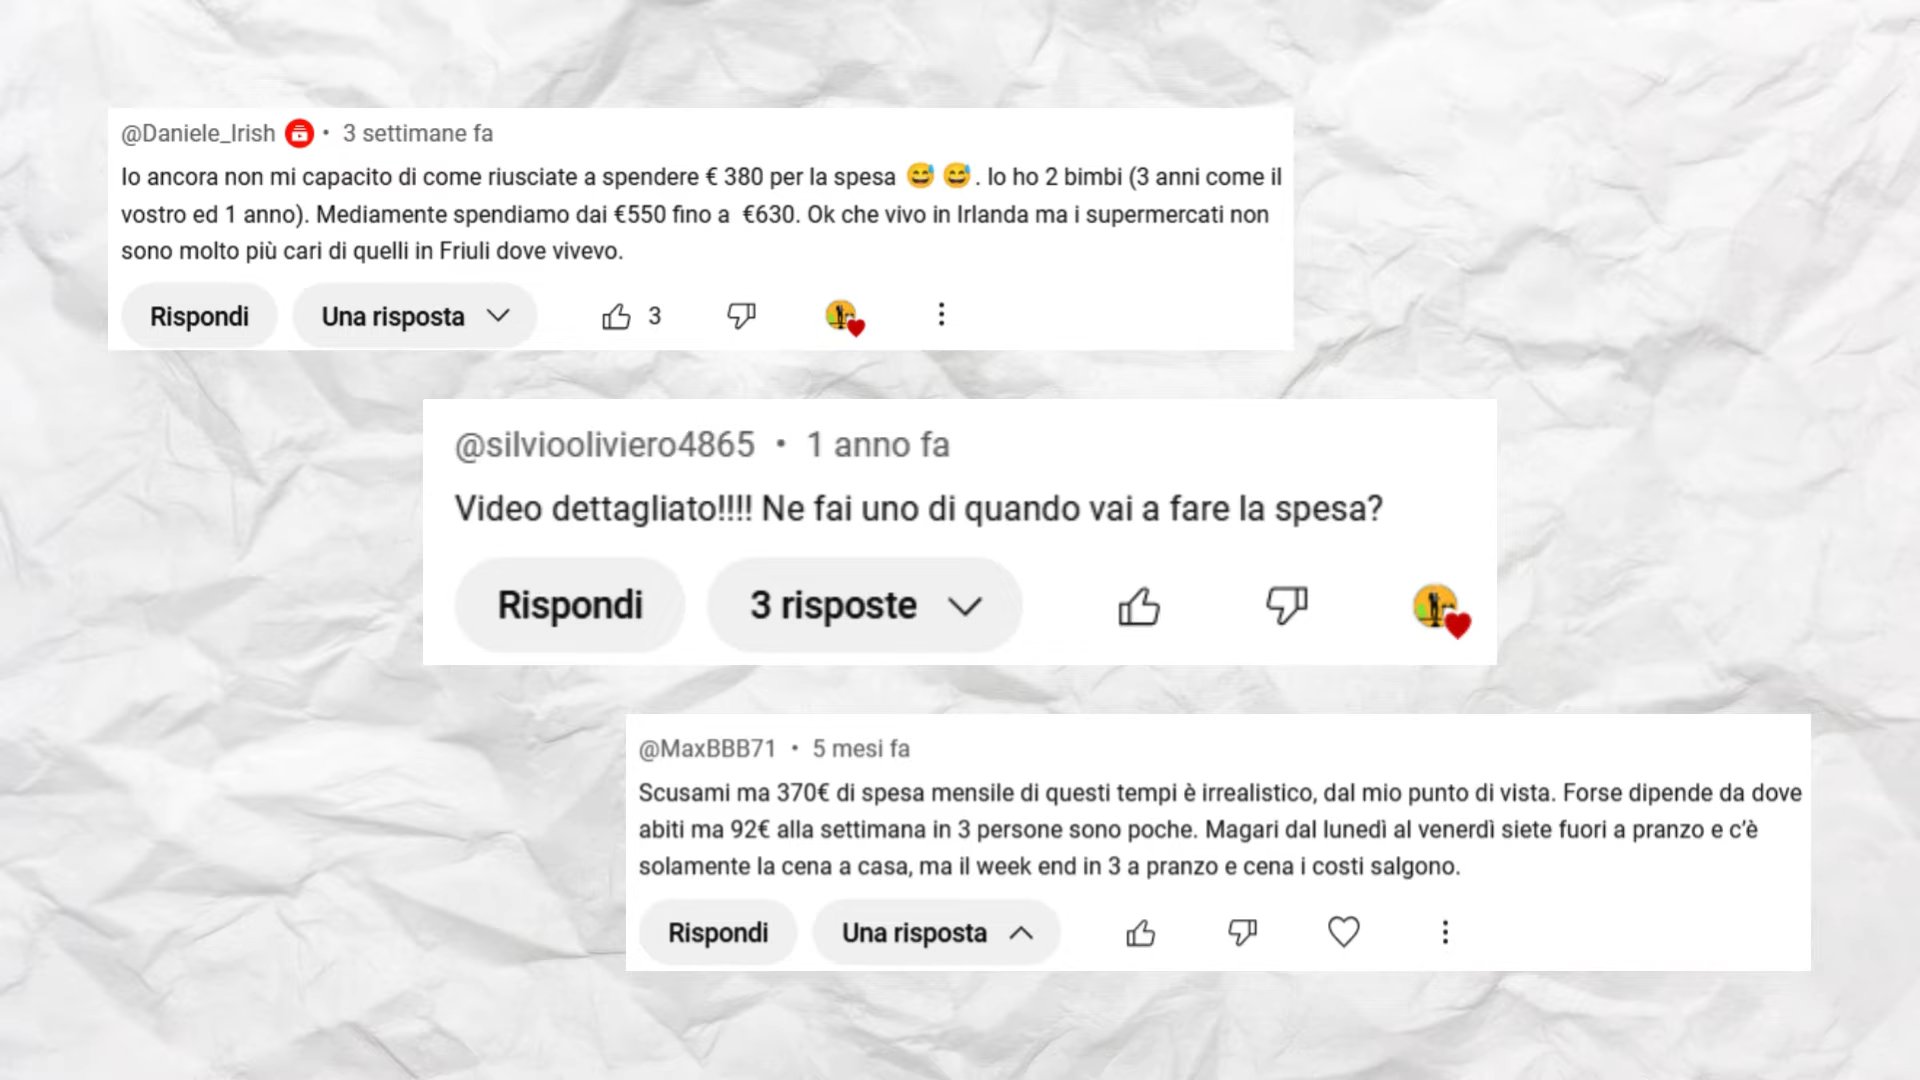 @Daniele_Irish • 3 settimane fa
Io ancora non mi capacito di come riusciate a spendere € 380 per la spesa 😅 😅. Io ho 2 bimbi (3 anni come il
vostro ed 1 anno). Mediamente spendiamo dai €550 fino a €630. Ok che vivo in Irlanda ma i supermercati non
sono molto più cari di quelli in Friuli dove vivevo.
Rispondi Una risposta 3
@silviooliviero4865 • 1 anno fa
Video dettagliato!!!! Ne fai uno di quando vai a fare la spesa?
Rispondi 3 risposte
@MaxBBB71 • 5 mesi fa
Scusami ma 370€ di spesa mensile di questi tempi è irrealistico, dal mio punto di vista. Forse dipende da dove
abiti ma 92€ alla settimana in 3 persone sono poche. Magari dal lunedì al venerdì siete fuori a pranzo e c’è
solamente la cena a casa, ma il week end in 3 a pranzo e cena i costi salgono.
Rispondi Una risposta